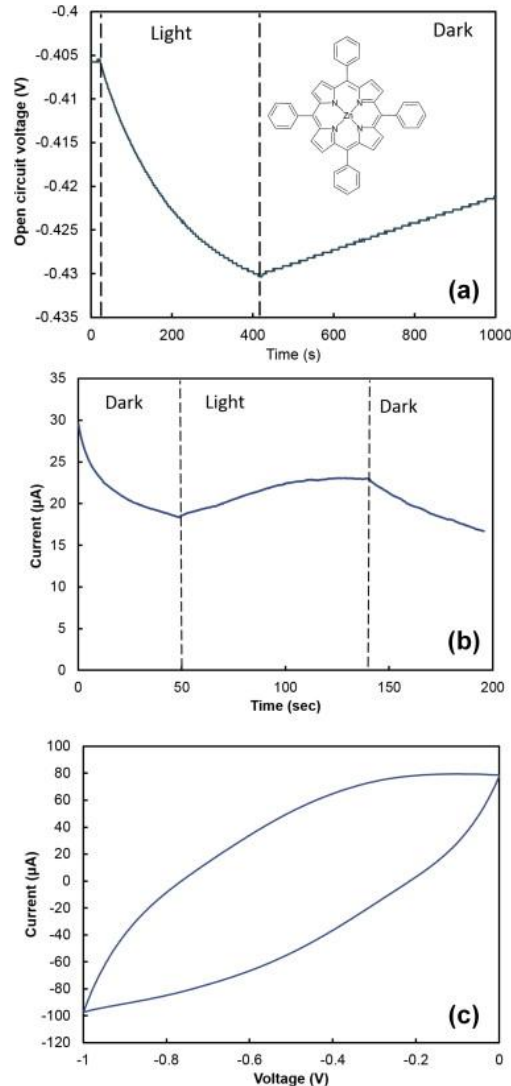 -0.4
-0.405
-0.41
-0.415
-0.42
-0.425
-0.43
-0.435
Open circuit voltage (V)
Light
Dark
N
N
N
N
Zn
(a)
0 200 400 600 800 1000
Time (s)
35
30
25
20
15
10
5
0
Current (µA)
Dark
Light
Dark
(b)
0 50 100 150 200
Time (sec)
100
80
60
40
20
0
-20
-40
-60
-80
-100
-120
Current (µA)
(c)
-1 -0.8 -0.6 -0.4 -0.2 0
Voltage (V)